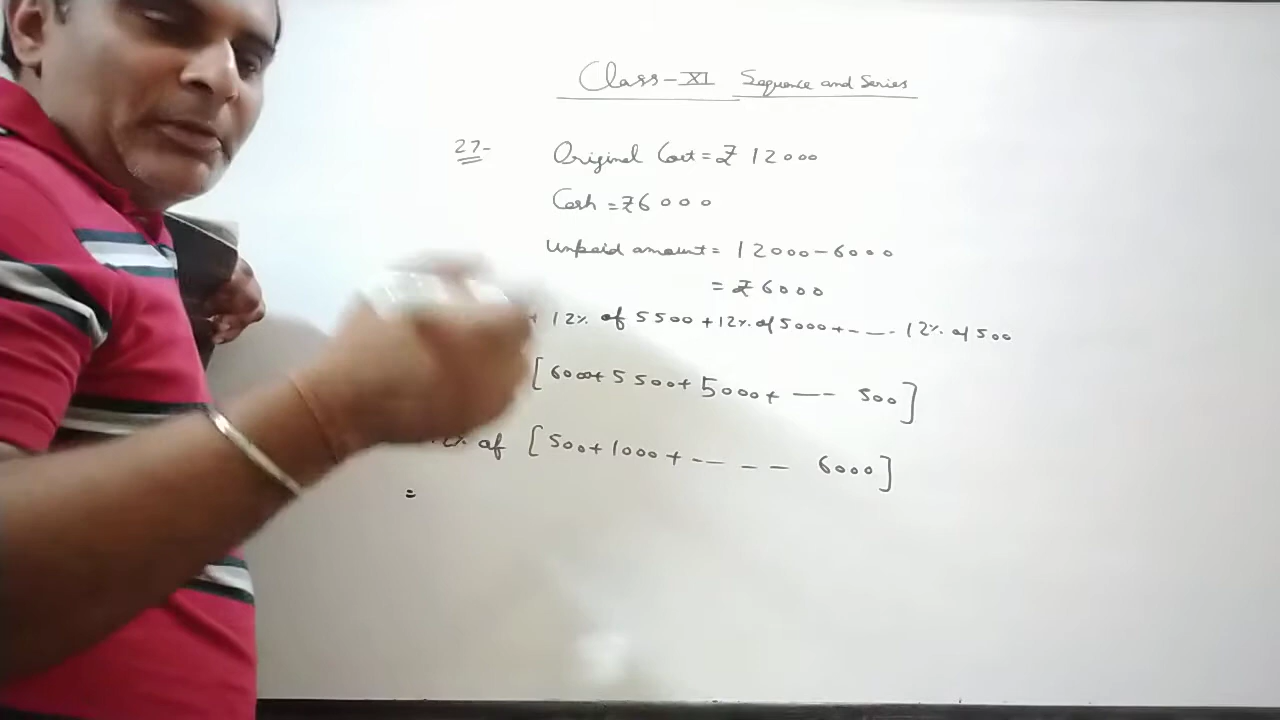 Class-XI Sequence and Series
27- Original Cost = ₹ 12000
Cash = ₹6000
Unpaid amount = 12000-6000
= ₹6000
+ 12% of 5500+12% of 5000+-- --- 12% of 500
[6000+5500+5000+ --- 500]
of [500+1000+ -- - - 6000]
=